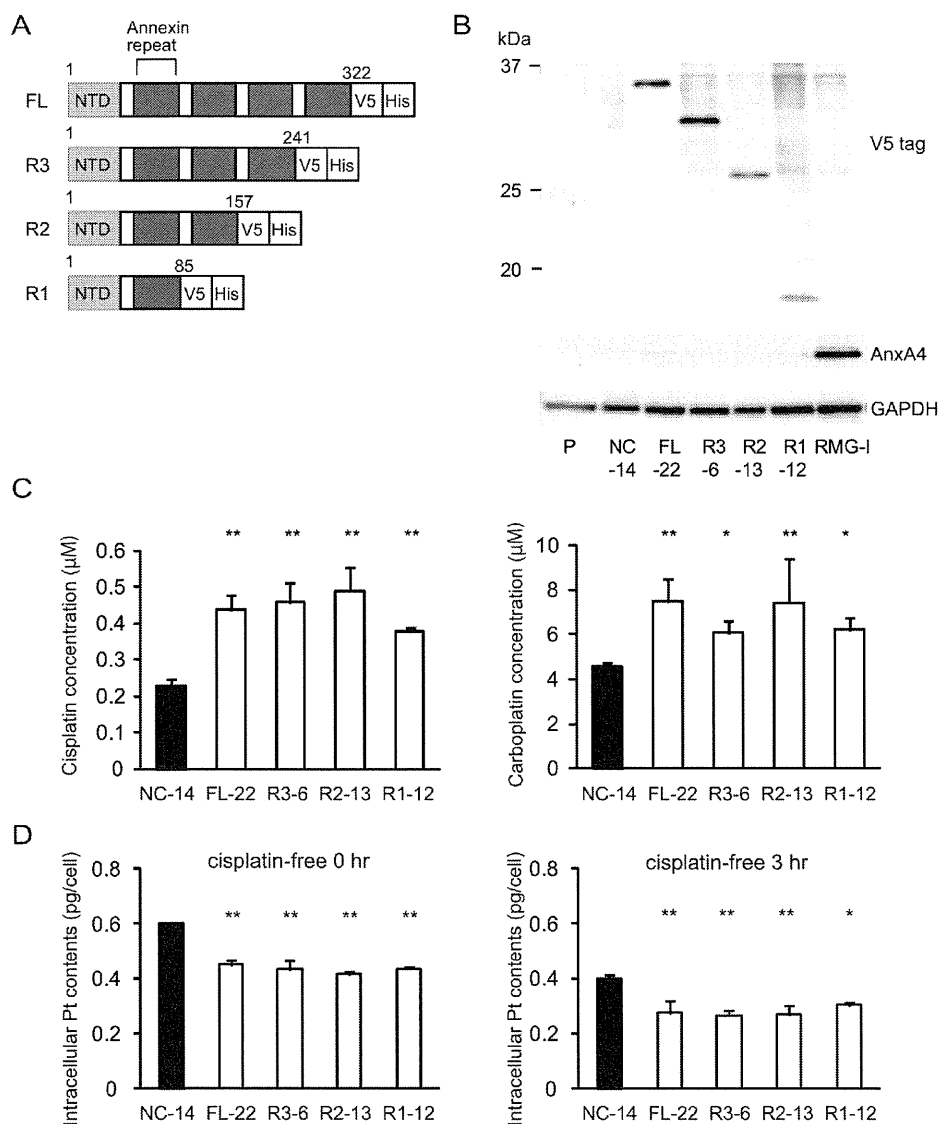 A
Annexin
repeat
1
322
FL
NTD
V5
His
1
241
R3
NTD
V5
His
1
157
R2
NTD
V5
His
1
85
R1
NTD
V5
His
B
kDa
37
25
20
V5 tag
AnxA4
GAPDH
P NC FL R3 R2 R1 RMG-I
-14 -22 -6 -13 -12
C
Cisplatin concentration (μM)
0.6
0.5
0.4
0.3
0.2
0.1
0
** ** ** **
NC-14 FL-22 R3-6 R2-13 R1-12
Carboplatin concentration (μM)
10
8
6
4
2
0
** * ** *
NC-14 FL-22 R3-6 R2-13 R1-12
D
Intracellular Pt contents (pg/cell)
cisplatin-free 0 hr
0.8
0.6
0.4
0.2
0
** ** ** **
NC-14 FL-22 R3-6 R2-13 R1-12
Intracellular Pt contents (pg/cell)
cisplatin-free 3 hr
0.8
0.6
0.4
0.2
0
** ** ** *
NC-14 FL-22 R3-6 R2-13 R1-12